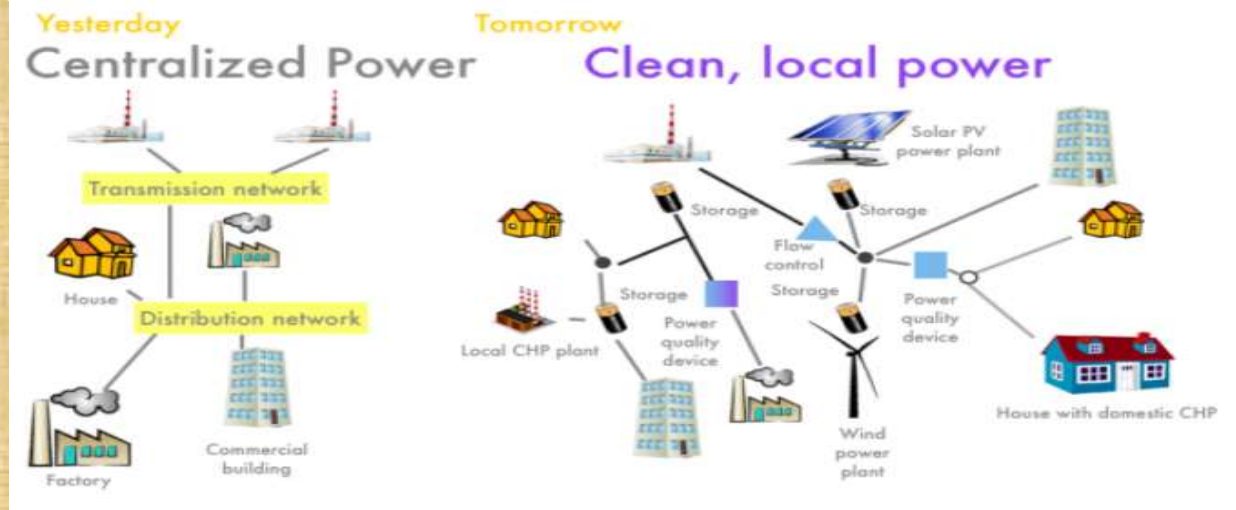 Yesterday
Centralized Power
Transmission network
House
Distribution network
Commercial
building
Factory
Tomorrow
Clean, local power
Solar PV
power plant
Storage
Storage
Flow
control
Storage
Storage
Power
quality
device
Power
quality
device
Local CHP plant
House with domestic CHP
Wind
power
plant